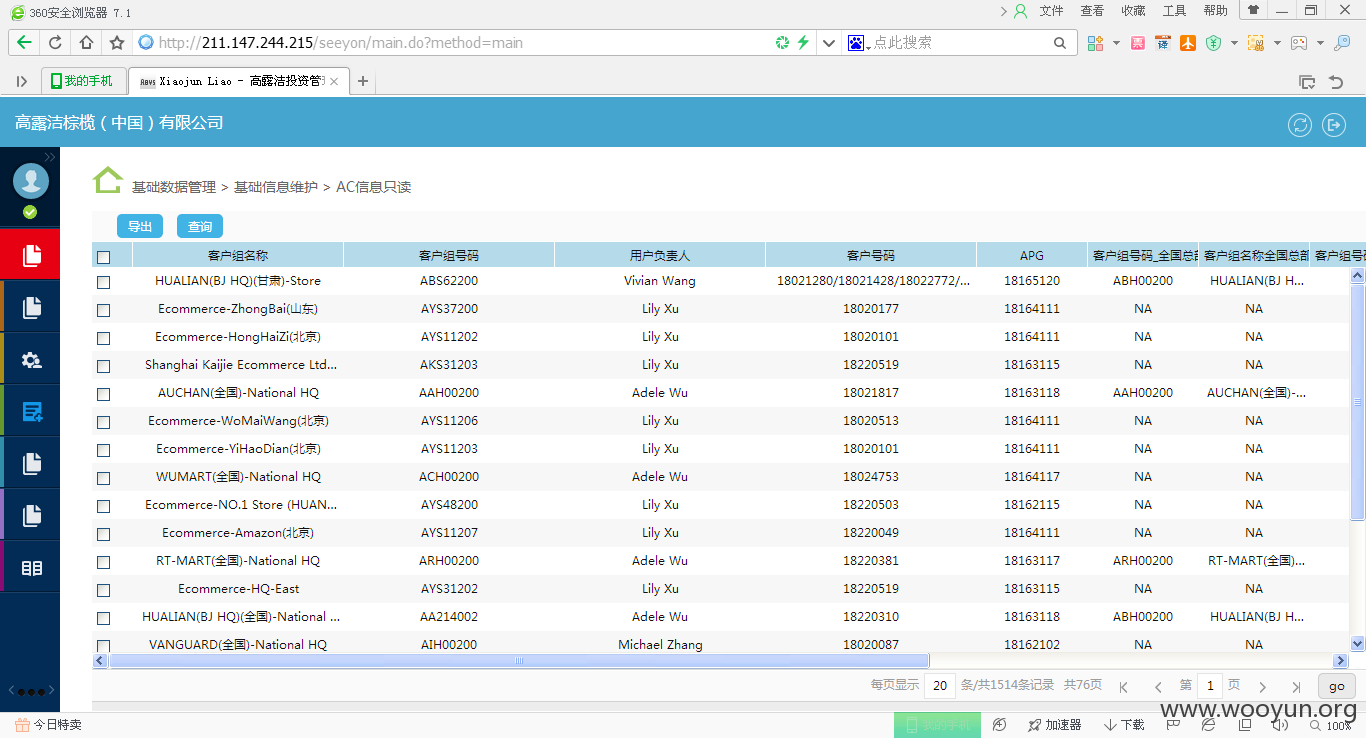 360安全浏览器 7.1
文件 查看 收藏 工具 帮助
http://211.147.244.215/seeyon/main.do?method=main
点此搜索
我的手机
Xiaojun Liao - 高露洁投资管
高露洁棕榄（中国）有限公司
基础数据管理 > 基础信息维护 > AC信息只读
导出 查询
客户组名称 客户组号码 用户负责人 客户号码 APG 客户组号码_全国总部 客户组名称全国总部 客户组号码
HUALIAN(BJ HQ)(甘肃)-Store ABS62200 Vivian Wang 18021280/18021428/18022772/... 18165120 ABH00200 HUALIAN(BJ H...
Ecommerce-ZhongBai(山东) AYS37200 Lily Xu 18020177 18164111 NA NA
Ecommerce-HongHaiZi(北京) AYS11202 Lily Xu 18020101 18164111 NA NA
Shanghai Kaijie Ecommerce Ltd... AKS31203 Lily Xu 18220519 18163115 NA NA
AUCHAN(全国)-National HQ AAH00200 Adele Wu 18021817 18163118 AAH00200 AUCHAN(全国)-...
Ecommerce-WoMaiWang(北京) AYS11206 Lily Xu 18020513 18164111 NA NA
Ecommerce-YiHaoDian(北京) AYS11203 Lily Xu 18020101 18164111 NA NA
WUMART(全国)-National HQ ACH00200 Adele Wu 18024753 18164117 NA NA
Ecommerce-NO.1 Store (HUAN... AYS48200 Lily Xu 18220503 18162115 NA NA
Ecommerce-Amazon(北京) AYS11207 Lily Xu 18220049 18164111 NA NA
RT-MART(全国)-National HQ ARH00200 Adele Wu 18220381 18163117 ARH00200 RT-MART(全国)...
Ecommerce-HQ-East AYS31202 Lily Xu 18220519 18163115 NA NA
HUALIAN(BJ HQ)(全国)-National ... AA214002 Adele Wu 18220310 18163118 ABH00200 HUALIAN(BJ H...
VANGUARD(全国)-National HQ AIH00200 Michael Zhang 18020087 18162102 NA NA
每页显示 20 条/共1514条记录 共76页 第 1 页 go
www.wooyun.org
今日特卖 我的手机 加速器 下载 100%